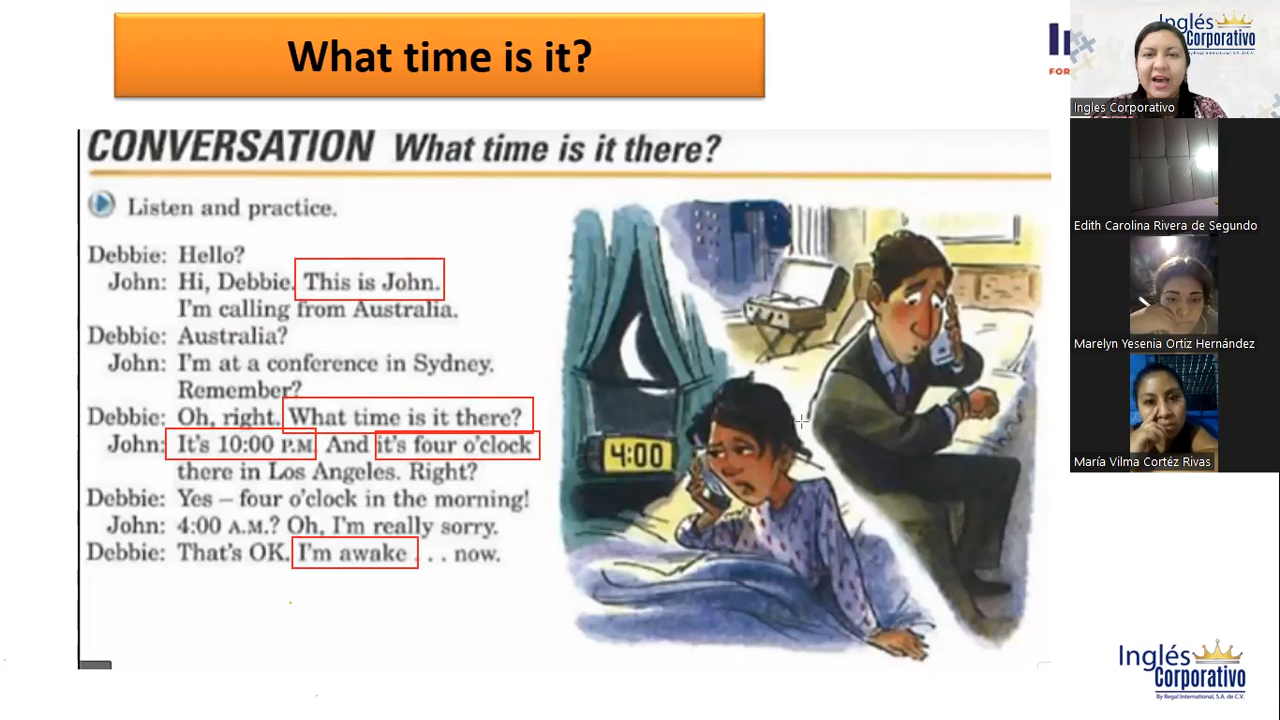 What time is it?
CONVERSATION What time is it there?
Listen and practice.
Debbie: Hello?
John: Hi, Debbie. This is John.
I'm calling from Australia.
Debbie: Australia?
John: I'm at a conference in Sydney.
Remember?
Debbie: Oh, right. What time is it there?
John: It's 10:00 P.M. And it's four o'clock
there in Los Angeles. Right?
Debbie: Yes – four o'clock in the morning!
John: 4:00 A.M.? Oh, I'm really sorry.
Debbie: That's OK. I'm awake . . . now.
4:00
Inglés
Corporativo
By Regal International, S.A. de C.V.
Ingles Corporativo
Edith Carolina Rivera de Segundo
Marelyn Yesenia Ortiz Hernández
María Vilma Cortéz Rivas
Inglés
Corporativo
By Regal International, S.A. de C.V.